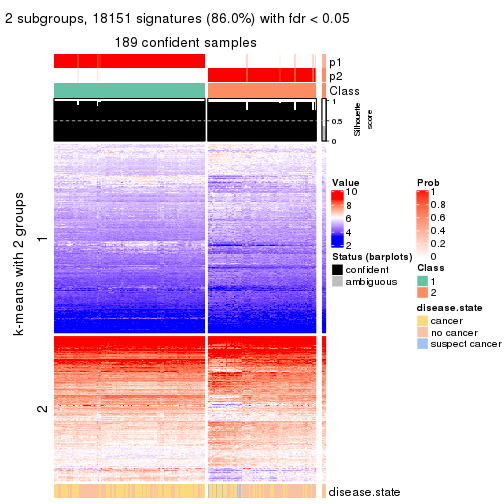 2 subgroups, 18151 signatures (86.0%) with fdr < 0.05
189 confident samples
p1
p2
Class
1
0.5
0
Silhouette
score
k-means with 2 groups
1
2
Value
10
8
6
4
2
Status (barplots)
confident
ambiguous
Prob
1
0.8
0.6
0.4
0.2
0
Class
1
2
disease.state
cancer
no cancer
suspect cancer
disease.state